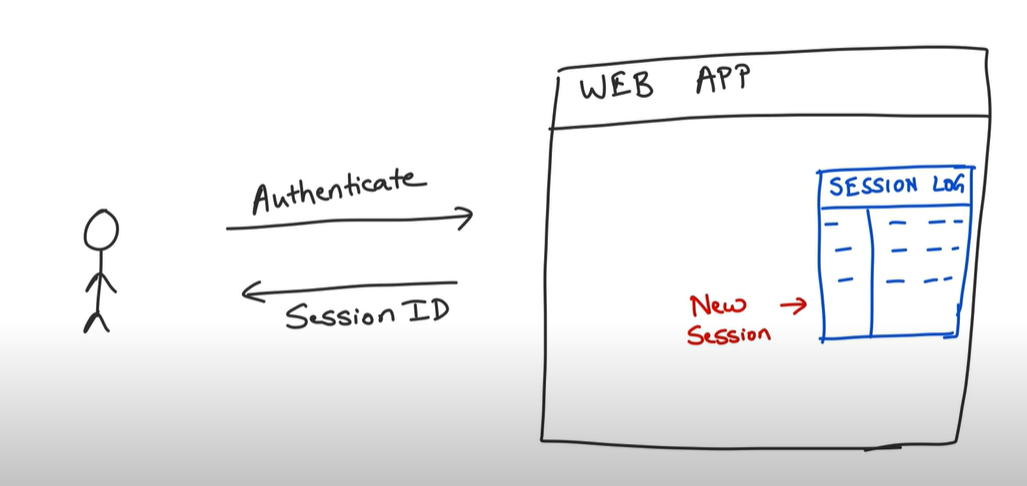 WEB APP
Authenticate
SESSION LOG
Session ID
New
Session